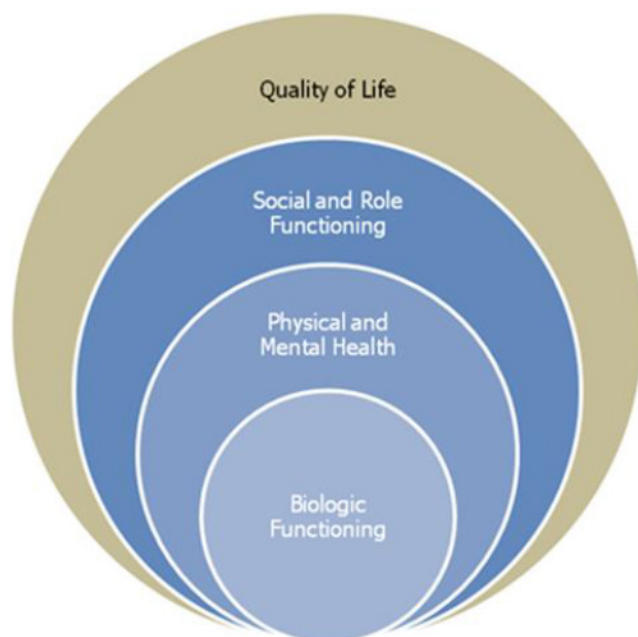 Quality of Life
Social and Role
Functioning
Physical and
Mental Health
Biologic
Functioning